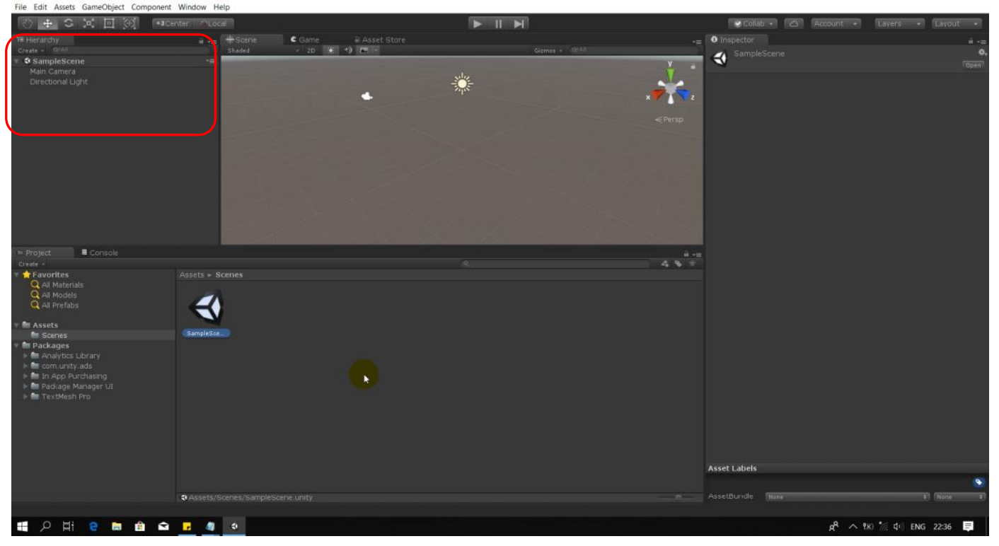 File Edit Assets GameObject Component Window Help
Center Local
Collab Account Layers Layout
Hierarchy
Create All
SampleScene
Main Camera
Directional Light
Scene Game Asset Store
Shaded 2D Gizmos All
y
x z
Persp
Inspector
SampleScene
Open
Project Console
Create
Favorites
All Materials
All Models
All Prefabs
Assets
Scenes
Packages
Analytics Library
com.unity.ads
In App Purchasing
Package Manager UI
TextMesh Pro
Assets Scenes
SampleSce...
Assets/Scenes/SampleScene.unity
Asset Labels
AssetBundle None None
ENG 22:36